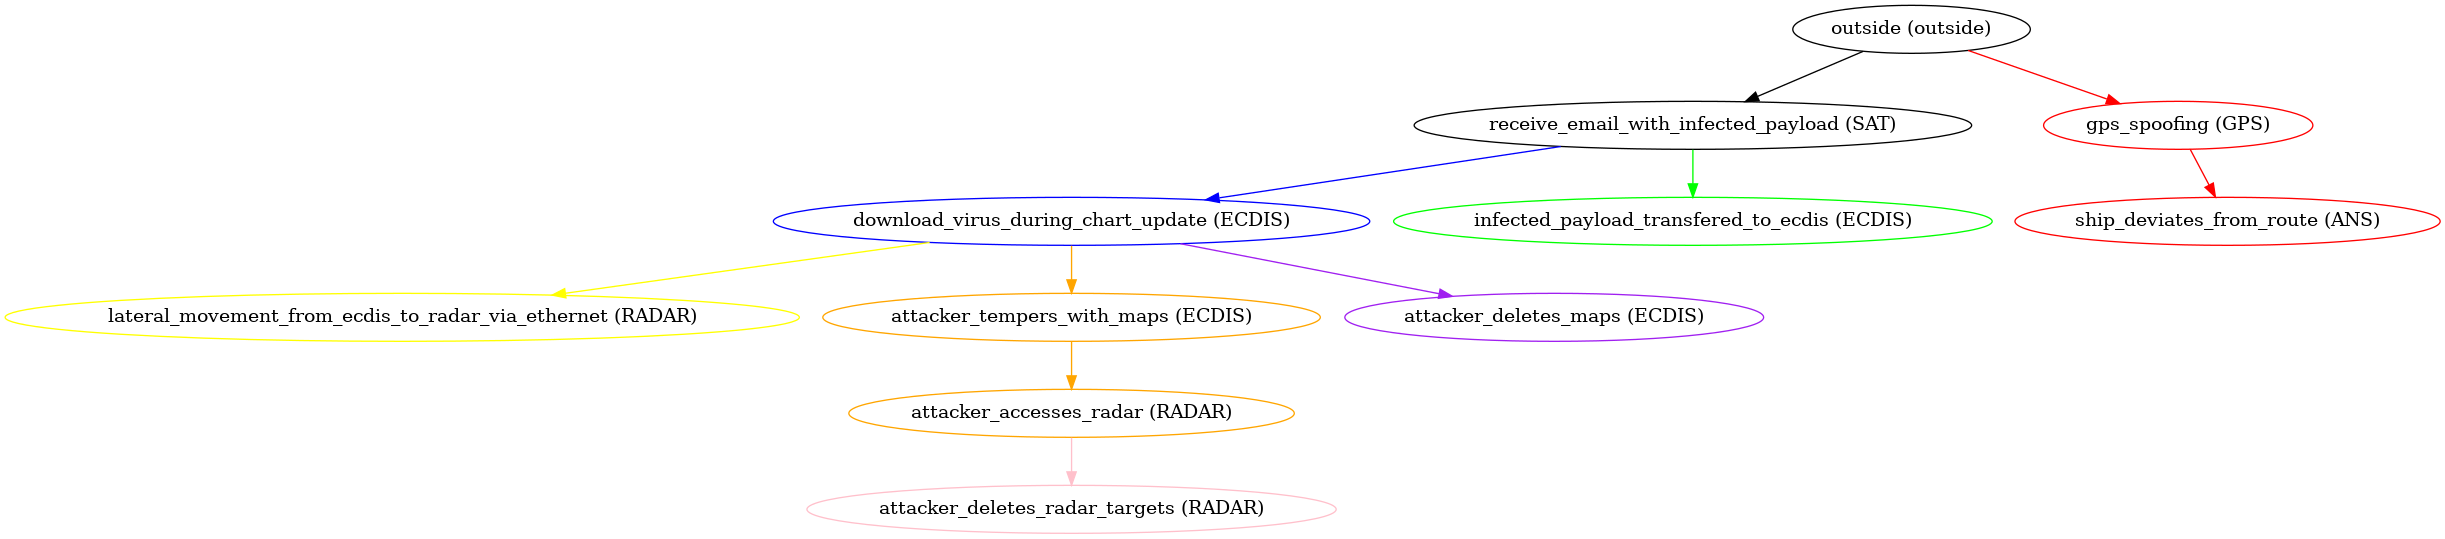 outside (outside)
receive_email_with_infected_payload (SAT)
gps_spoofing (GPS)
download_virus_during_chart_update (ECDIS)
infected_payload_transfered_to_ecdis (ECDIS)
ship_deviates_from_route (ANS)
lateral_movement_from_ecdis_to_radar_via_ethernet (RADAR)
attacker_tempers_with_maps (ECDIS)
attacker_deletes_maps (ECDIS)
attacker_accesses_radar (RADAR)
attacker_deletes_radar_targets (RADAR)